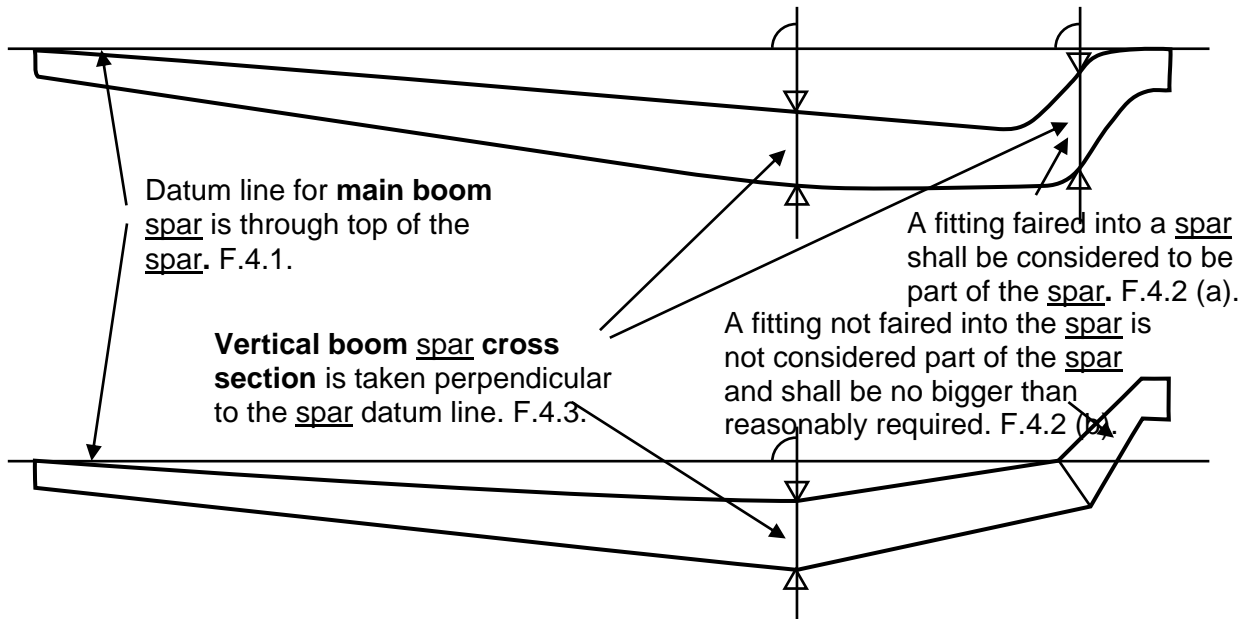 Datum line for main boom
spar is through top of the
spar. F.4.1.
A fitting faired into a spar
shall be considered to be
part of the spar. F.4.2 (a).
Vertical boom spar cross
section is taken perpendicular
to the spar datum line. F.4.3.
A fitting not faired into the spar is
not considered part of the spar
and shall be no bigger than
reasonably required. F.4.2 (b).